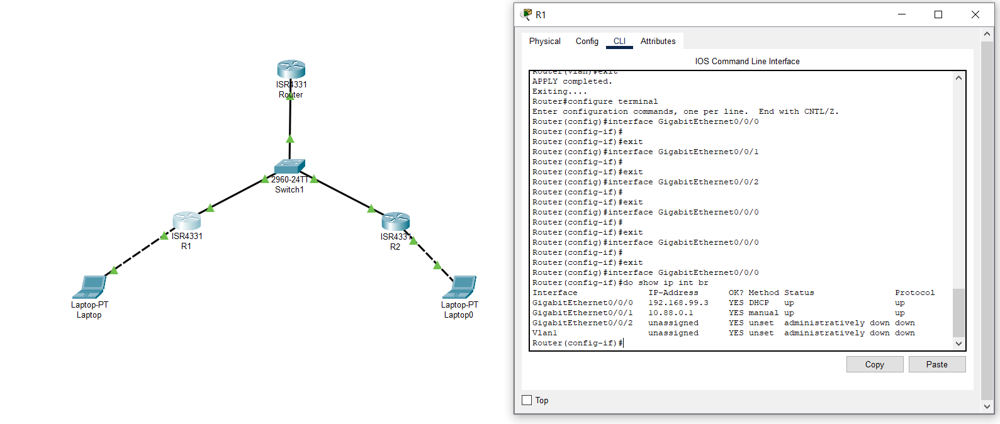 ISR4331
Router
2960-24TT
Switch1
ISR4331
R1
ISR4331
R2
Laptop-PT
Laptop
Laptop-PT
Laptop0
R1
Physical Config CLI Attributes
IOS Command Line Interface
Router(vlan)#exit
APPLY completed.
Exiting....
Router#configure terminal
Enter configuration commands, one per line.  End with CNTL/Z.
Router(config)#interface GigabitEthernet0/0/0
Router(config-if)#
Router(config-if)#exit
Router(config)#interface GigabitEthernet0/0/1
Router(config-if)#
Router(config-if)#exit
Router(config)#interface GigabitEthernet0/0/2
Router(config-if)#
Router(config-if)#exit
Router(config)#interface GigabitEthernet0/0/0
Router(config-if)#
Router(config-if)#exit
Router(config)#interface GigabitEthernet0/0/0
Router(config-if)#
Router(config-if)#exit
Router(config)#interface GigabitEthernet0/0/0
Router(config-if)#do show ip int br
Interface IP-Address OK? Method Status Protocol
GigabitEthernet0/0/0 192.168.99.3 YES DHCP up up
GigabitEthernet0/0/1 10.88.0.1 YES manual up up
GigabitEthernet0/0/2 unassigned YES unset administratively down down
Vlan1 unassigned YES unset administratively down down
Router(config-if)#
Copy Paste
Top